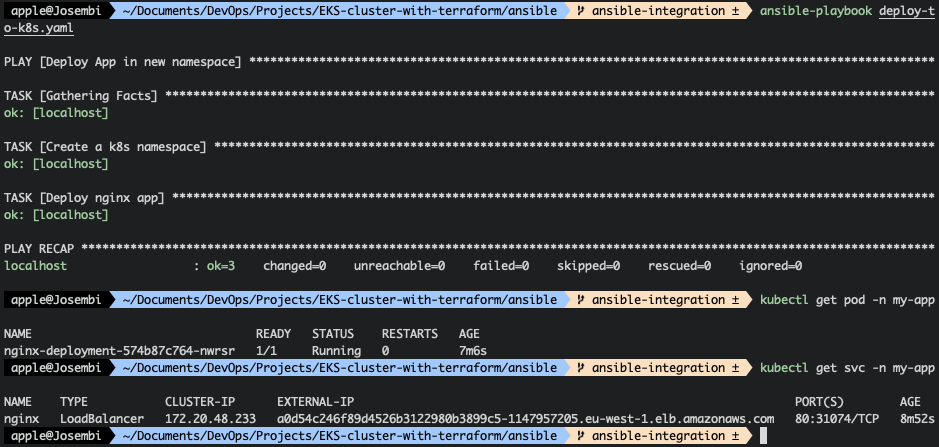 apple@Josembi ~/Documents/DevOps/Projects/EKS-cluster-with-terraform/ansible ansible-integration ± ansible-playbook deploy-t
o-k8s.yaml
PLAY [Deploy App in new namespace] **************************************************************************************************
TASK [Gathering Facts] **************************************************************************************************************
ok: [localhost]
TASK [Create a k8s namespace] *******************************************************************************************************
ok: [localhost]
TASK [Deploy nginx app] *************************************************************************************************************
ok: [localhost]
PLAY RECAP **************************************************************************************************************************
localhost : ok=3 changed=0 unreachable=0 failed=0 skipped=0 rescued=0 ignored=0
apple@Josembi ~/Documents/DevOps/Projects/EKS-cluster-with-terraform/ansible ansible-integration ± kubectl get pod -n my-app
NAME READY STATUS RESTARTS AGE
nginx-deployment-574b87c764-nwrsr 1/1 Running 0 7m6s
apple@Josembi ~/Documents/DevOps/Projects/EKS-cluster-with-terraform/ansible ansible-integration ± kubectl get svc -n my-app
NAME TYPE CLUSTER-IP EXTERNAL-IP PORT(S) AGE
nginx LoadBalancer 172.20.48.233 a0d54c246f89d4526b3122980b3899c5-1147957205.eu-west-1.elb.amazonaws.com 80:31074/TCP 8m52s
apple@Josembi ~/Documents/DevOps/Projects/EKS-cluster-with-terraform/ansible ansible-integration ±